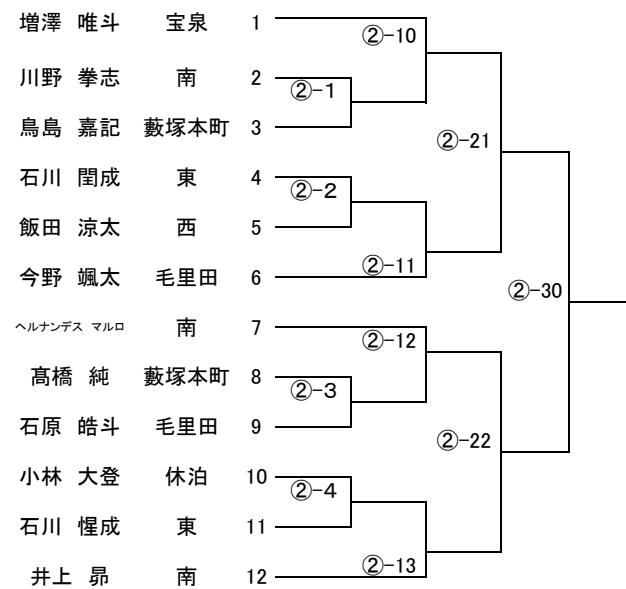 増澤 唯斗 宝泉 1
②-10
川野 拳志 南 2
②-1
鳥島 嘉記 藪塚本町 3
②-21
石川 閏成 東 4
②-2
飯田 涼太 西 5
②-11
今野 颯太 毛里田 6
②-30
ヘルナンデス マルロ 南 7
②-12
髙橋 純 藪塚本町 8
②-3
石原 皓斗 毛里田 9
②-22
小林 大登 休泊 10
②-4
石川 惺成 東 11
②-13
井上 昴 南 12